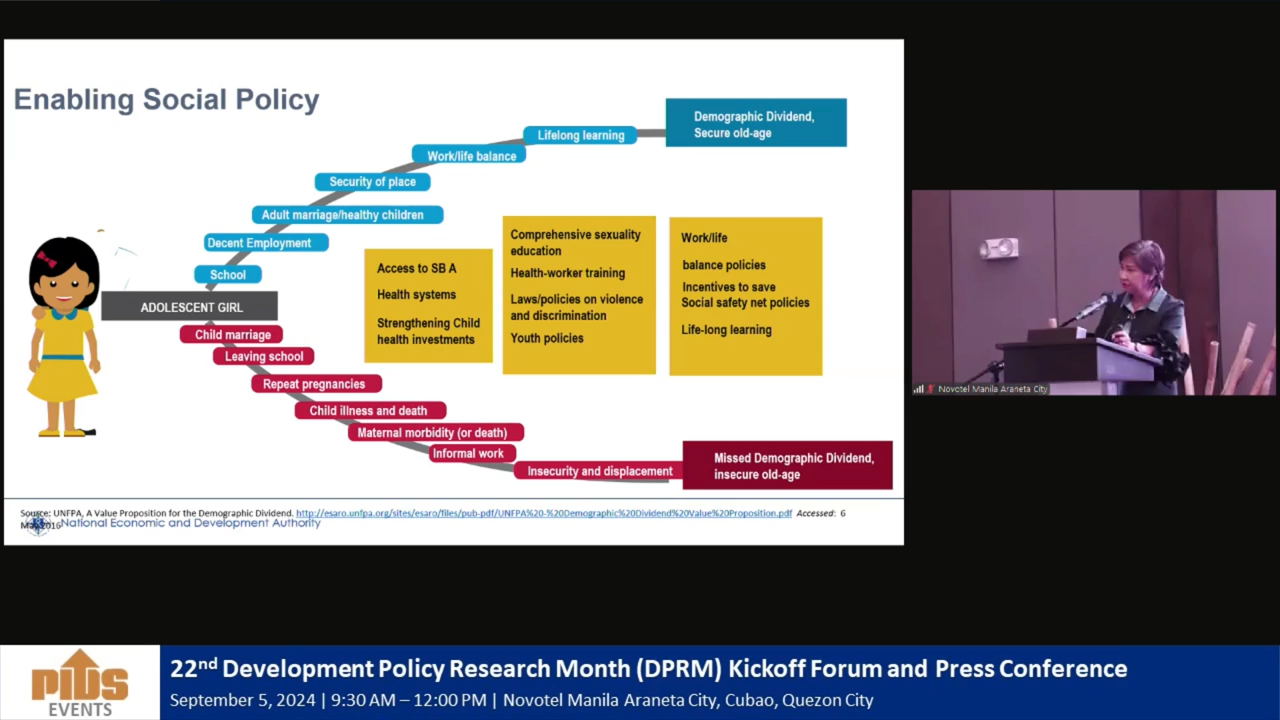 Enabling Social Policy
Demographic Dividend,
Secure old-age
Lifelong learning
Work/life balance
Security of place
Adult marriage/healthy children
Decent Employment
School
ADOLESCENT GIRL
Child marriage
Leaving school
Repeat pregnancies
Child illness and death
Maternal morbidity (or death)
Informal work
Insecurity and displacement
Missed Demographic Dividend,
insecure old-age
Access to SB A
Health systems
Strengthening Child
health investments
Comprehensive sexuality
education
Health-worker training
Laws/policies on violence
and discrimination
Youth policies
Work/life
balance policies
Incentives to save
Social safety net policies
Life-long learning
Source: UNFPA, A Value Proposition for the Demographic Dividend. http://esaro.unfpa.org/sites/esaro/files/pub-pdf/UNFPA%20-%20Demographic%20Dividend%20Value%20Proposition.pdf Accessed: 6
May 2016
National Economic and Development Authority
Novotel Manila Araneta City
PIDS
EVENTS
22nd Development Policy Research Month (DPRM) Kickoff Forum and Press Conference
September 5, 2024 | 9:30 AM – 12:00 PM | Novotel Manila Araneta City, Cubao, Quezon City